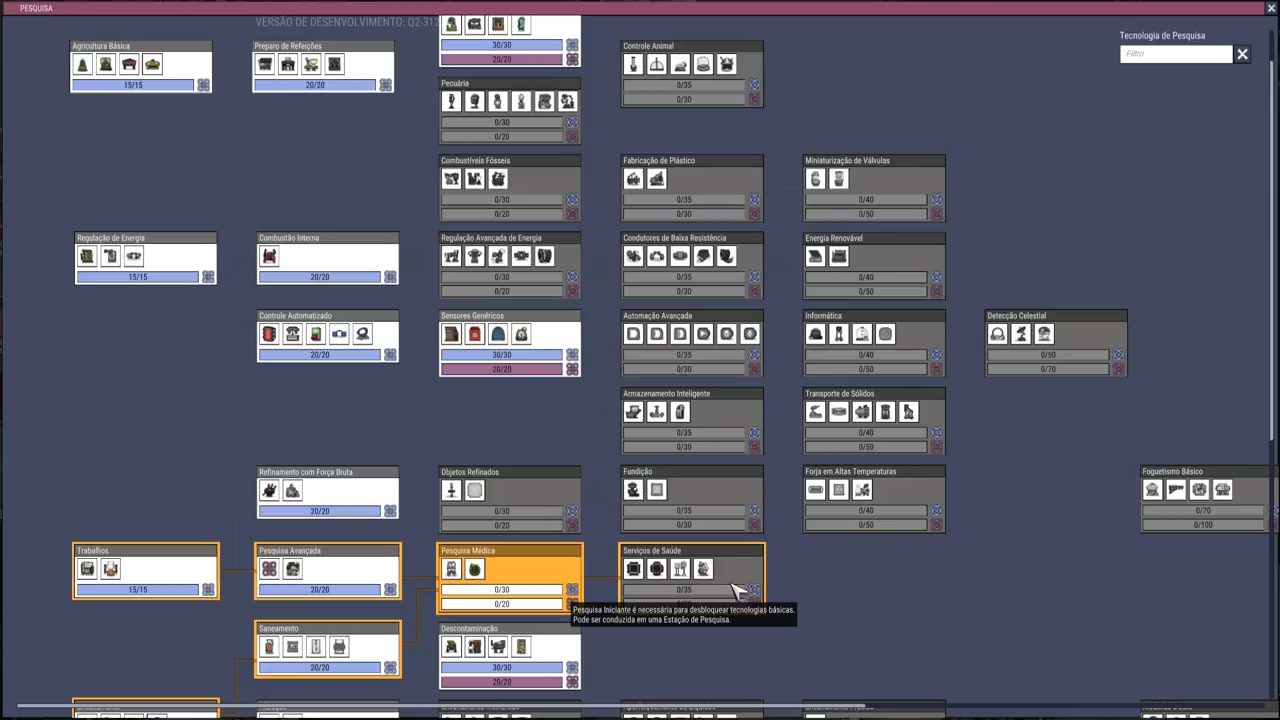 PESQUISA
VERSÃO DE DESENVOLVIMENTO: Q2-312
Tecnologia de Pesquisa
Filtro
30/30
20/20
Agricultura Básica
15/15
Preparo de Refeições
20/20
Controle Animal
0/35
0/30
Pecuária
0/30
0/20
Combustíveis Fósseis
0/30
0/20
Fabricação de Plástico
0/35
0/30
Miniaturização de Válvulas
0/40
0/50
Regulação de Energia
15/15
Combustão Interna
20/20
Regulação Avançada de Energia
0/30
0/20
Condutores de Baixa Resistência
0/35
0/30
Energia Renovável
0/40
0/50
Controle Automatizado
20/20
Sensores Genéricos
30/30
20/20
Automação Avançada
0/35
0/30
Informática
0/40
0/50
Detecção Celestial
0/50
0/70
Armazenamento Inteligente
0/35
0/30
Transporte de Sólidos
0/40
0/50
Refinamento com Força Bruta
20/20
Objetos Refinados
0/30
0/20
Fundição
0/35
0/30
Forja em Altas Temperaturas
0/40
0/50
Foguetismo Básico
0/70
0/100
Trabalhos
15/15
Pesquisa Avançada
20/20
Pesquisa Médica
0/30
0/20
Serviços de Saúde
0/35
Pesquisa Iniciante é necessária para desbloquear tecnologias básicas.
Pode ser conduzida em uma Estação de Pesquisa.
Saneamento
20/20
Descontaminação
30/30
20/20